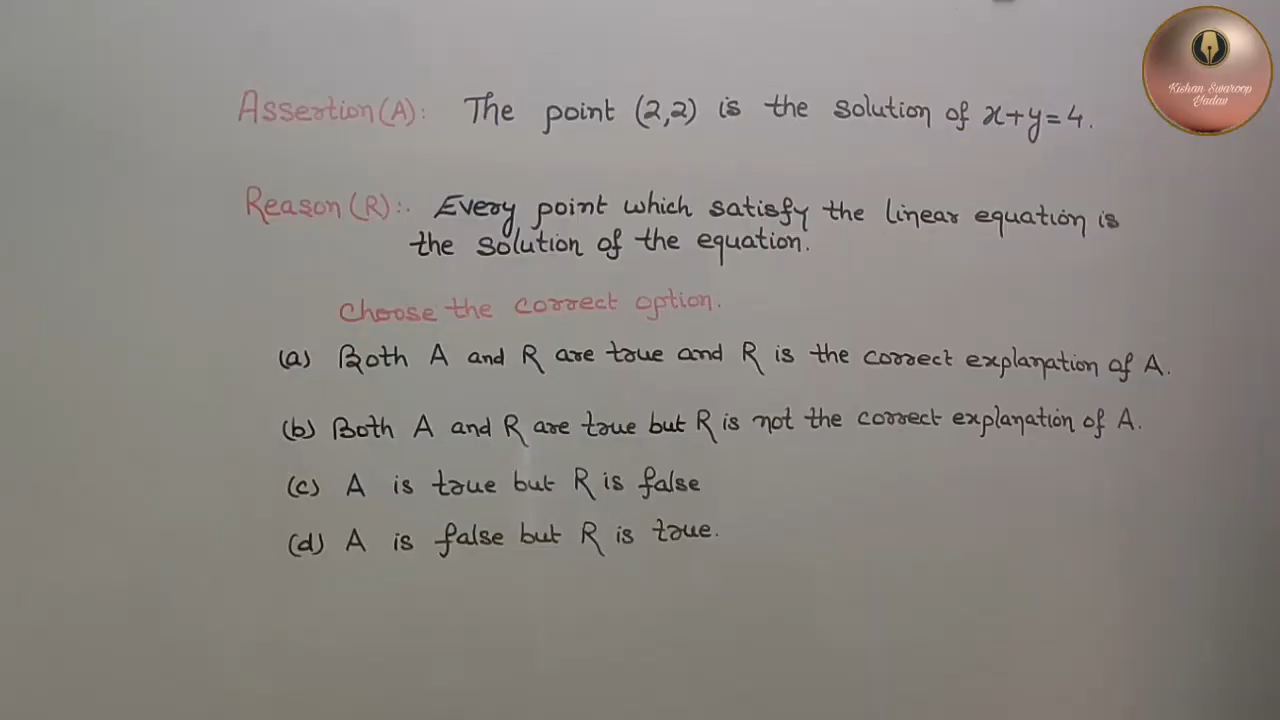 Kishan Swaroop
Yadav
Assertion(A): The point (2,2) is the solution of x+y=4.
Reason(R):. Every point which satisfy the linear equation is
the solution of the equation.
Choose the correct option.
(a) Both A and R are true and R is the correct explanation of A.
(b) Both A and R are true but R is not the correct explanation of A.
(c) A is true but R is false
(d) A is false but R is true.